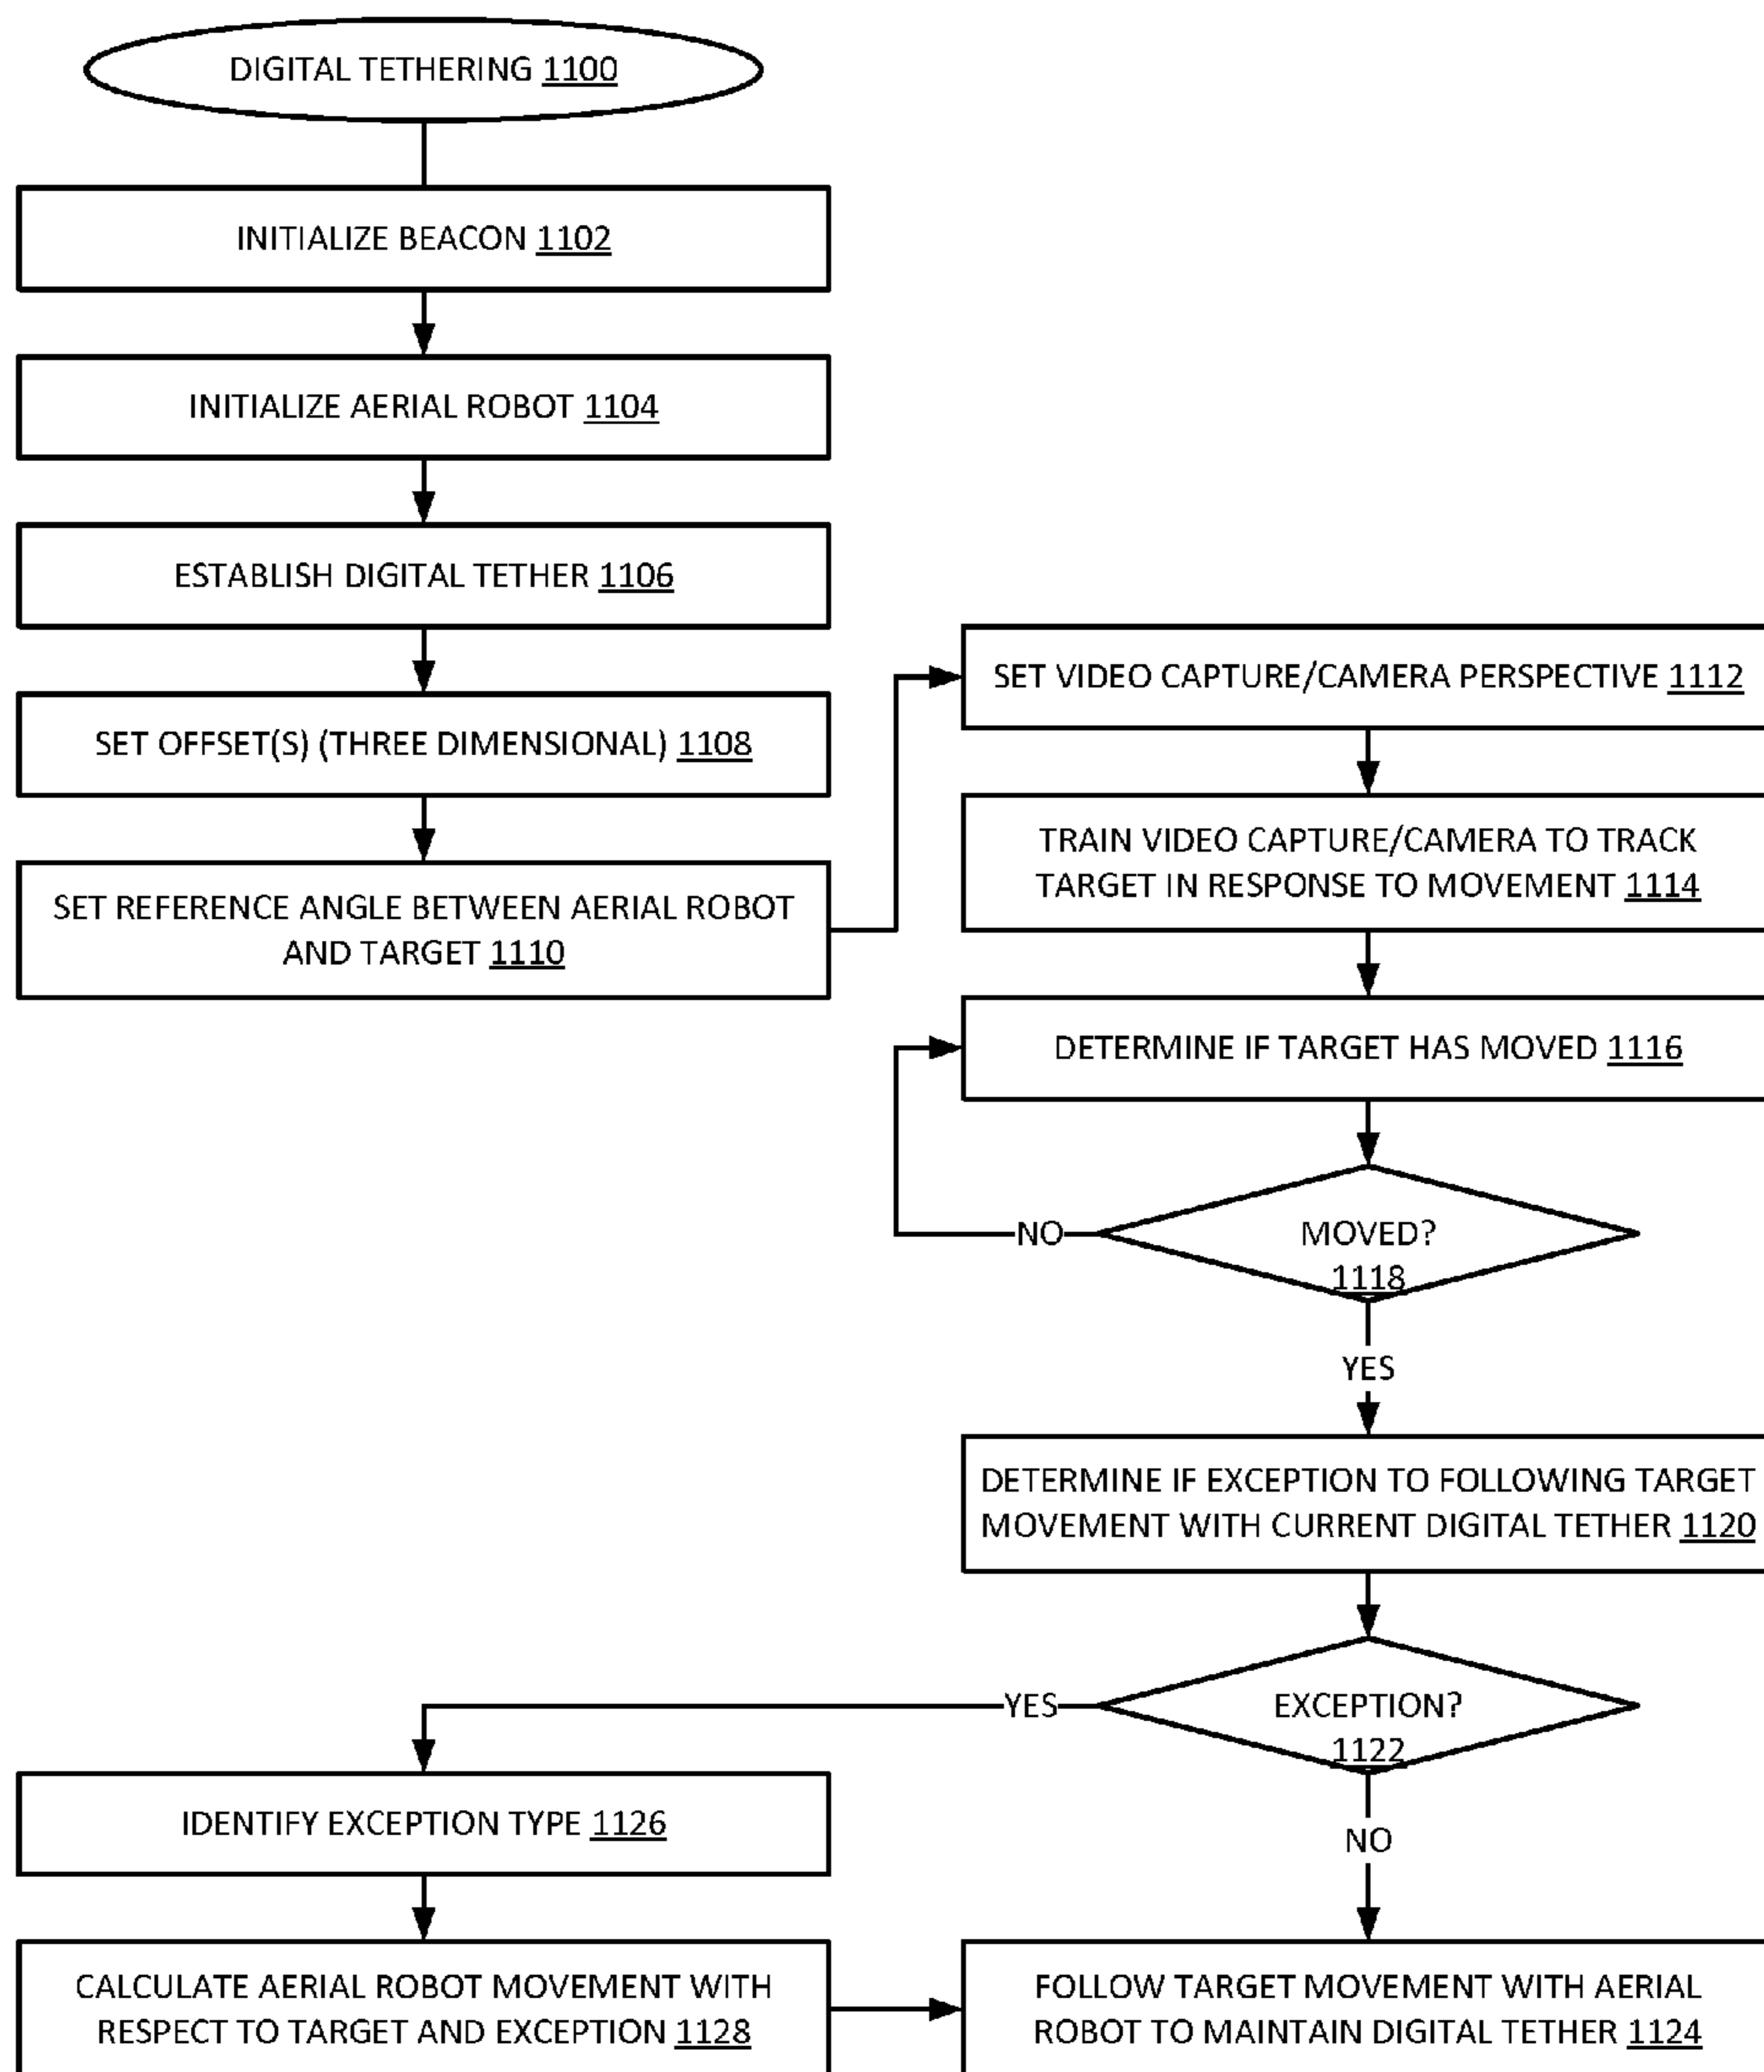 DIGITAL TETHERING 1100
INITIALIZE BEACON 1102
INITIALIZE AERIAL ROBOT 1104
ESTABLISH DIGITAL TETHER 1106
SET OFFSET(S) (THREE DIMENSIONAL) 1108
SET REFERENCE ANGLE BETWEEN AERIAL ROBOT
AND TARGET 1110
SET VIDEO CAPTURE/CAMERA PERSPECTIVE 1112
TRAIN VIDEO CAPTURE/CAMERA TO TRACK
TARGET IN RESPONSE TO MOVEMENT 1114
DETERMINE IF TARGET HAS MOVED 1116
MOVED?
1118
NO
YES
DETERMINE IF EXCEPTION TO FOLLOWING TARGET
MOVEMENT WITH CURRENT DIGITAL TETHER 1120
EXCEPTION?
1122
YES
NO
IDENTIFY EXCEPTION TYPE 1126
CALCULATE AERIAL ROBOT MOVEMENT WITH
RESPECT TO TARGET AND EXCEPTION 1128
FOLLOW TARGET MOVEMENT WITH AERIAL
ROBOT TO MAINTAIN DIGITAL TETHER 1124